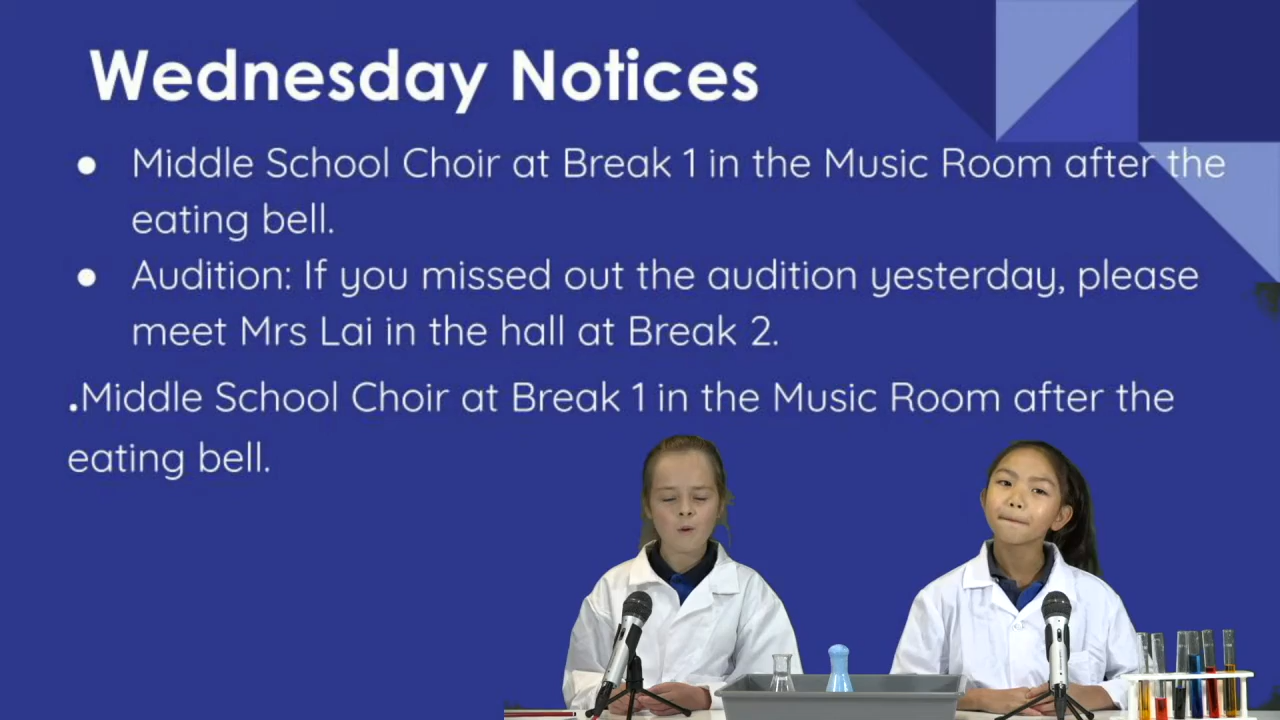 Wednesday Notices
● Middle School Choir at Break 1 in the Music Room after the
eating bell.
● Audition: If you missed out the audition yesterday, please
meet Mrs Lai in the hall at Break 2.
.Middle School Choir at Break 1 in the Music Room after the
eating bell.